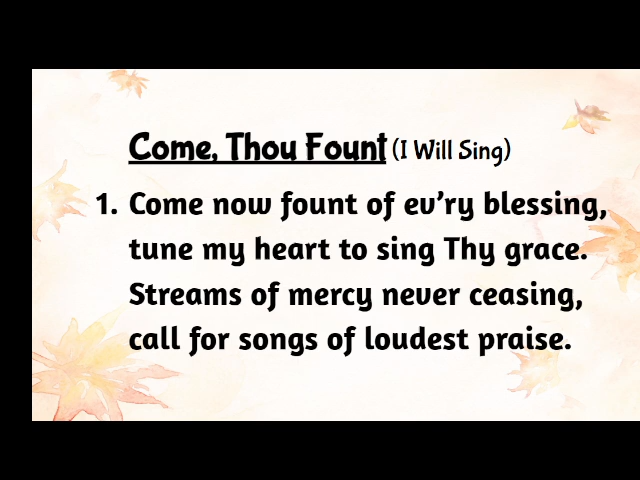 Come, Thou Fount (I Will Sing)
1. Come now fount of ev’ry blessing,
tune my heart to sing Thy grace.
Streams of mercy never ceasing,
call for songs of loudest praise.